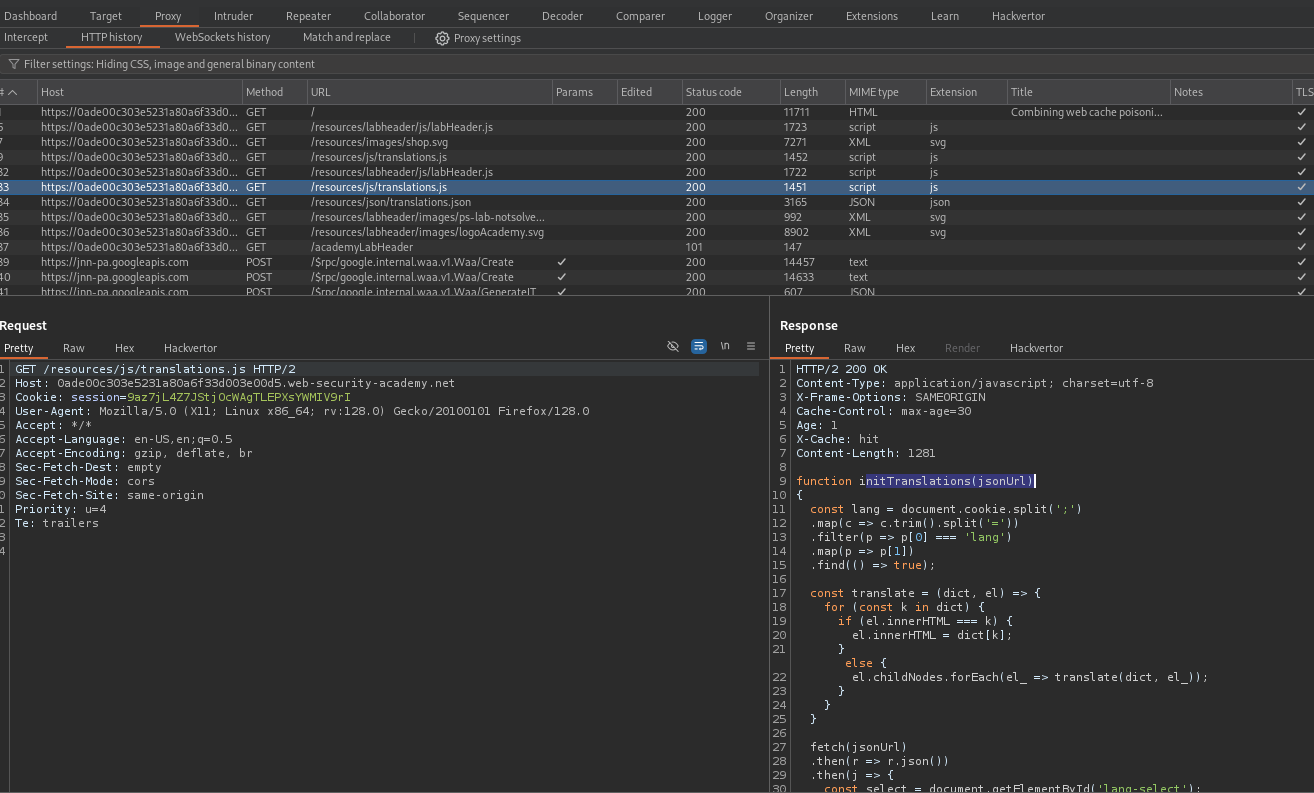 Dashboard Target Proxy Intruder Repeater Collaborator Sequencer Decoder Comparer Logger Organizer Extensions Learn Hackvertor
Intercept HTTP history WebSockets history Match and replace Proxy settings
Filter settings: Hiding CSS, image and general binary content
# Host Method URL Params Edited Status code Length MIME type Extension Title Notes TLS
https://0ade00c303e5231a80a6f33d0... GET / 200 11711 HTML Combining web cache poisoni...
https://0ade00c303e5231a80a6f33d0... GET /resources/labheader/js/labHeader.js 200 1723 script js
https://0ade00c303e5231a80a6f33d0... GET /resources/images/shop.svg 200 7271 XML svg
https://0ade00c303e5231a80a6f33d0... GET /resources/js/translations.js 200 1452 script js
32 https://0ade00c303e5231a80a6f33d0... GET /resources/labheader/js/labHeader.js 200 1722 script js
33 https://0ade00c303e5231a80a6f33d0... GET /resources/js/translations.js 200 1451 script js
34 https://0ade00c303e5231a80a6f33d0... GET /resources/json/translations.json 200 3165 JSON json
35 https://0ade00c303e5231a80a6f33d0... GET /resources/labheader/images/ps-lab-notsolve... 200 992 XML svg
36 https://0ade00c303e5231a80a6f33d0... GET /resources/labheader/images/logoAcademy.svg 200 8902 XML svg
37 https://0ade00c303e5231a80a6f33d0... GET /academyLabHeader 101 147
39 https://jnn-pa.googleapis.com POST /$rpc/google.internal.waa.v1.Waa/Create 200 14457 text
40 https://jnn-pa.googleapis.com POST /$rpc/google.internal.waa.v1.Waa/Create 200 14633 text
41 https://jnn-pa.googleapis.com POST /$rpc/google.internal.waa.v1.Waa/GenerateIT 200 607 JSON
Request
Pretty Raw Hex Hackvertor \n
1 GET /resources/js/translations.js HTTP/2
2 Host: 0ade00c303e5231a80a6f33d003e00d5.web-security-academy.net
3 Cookie: session=9az7jL4Z7JStjOcWAgTLEPXsYWMIV9rI
4 User-Agent: Mozilla/5.0 (X11; Linux x86_64; rv:128.0) Gecko/20100101 Firefox/128.0
5 Accept: */*
6 Accept-Language: en-US,en;q=0.5
7 Accept-Encoding: gzip, deflate, br
8 Sec-Fetch-Dest: empty
9 Sec-Fetch-Mode: cors
0 Sec-Fetch-Site: same-origin
1 Priority: u=4
2 Te: trailers
3
4
Response
Pretty Raw Hex Render Hackvertor
1 HTTP/2 200 OK
2 Content-Type: application/javascript; charset=utf-8
3 X-Frame-Options: SAMEORIGIN
4 Cache-Control: max-age=30
5 Age: 1
6 X-Cache: hit
7 Content-Length: 1281
8
9 function initTranslations(jsonUrl)
10 {
11 const lang = document.cookie.split(';')
12 .map(c => c.trim().split('='))
13 .filter(p => p[0] === 'lang')
14 .map(p => p[1])
15 .find(() => true);
16
17 const translate = (dict, el) => {
18 for (const k in dict) {
19 if (el.innerHTML === k) {
20 el.innerHTML = dict[k];
21 }
else {
22 el.childNodes.forEach(el_ => translate(dict, el_));
23 }
24 }
25 }
26
27 fetch(jsonUrl)
28 .then(r => r.json())
29 .then(j => {
30 const select = document.getElementById('lang-select');